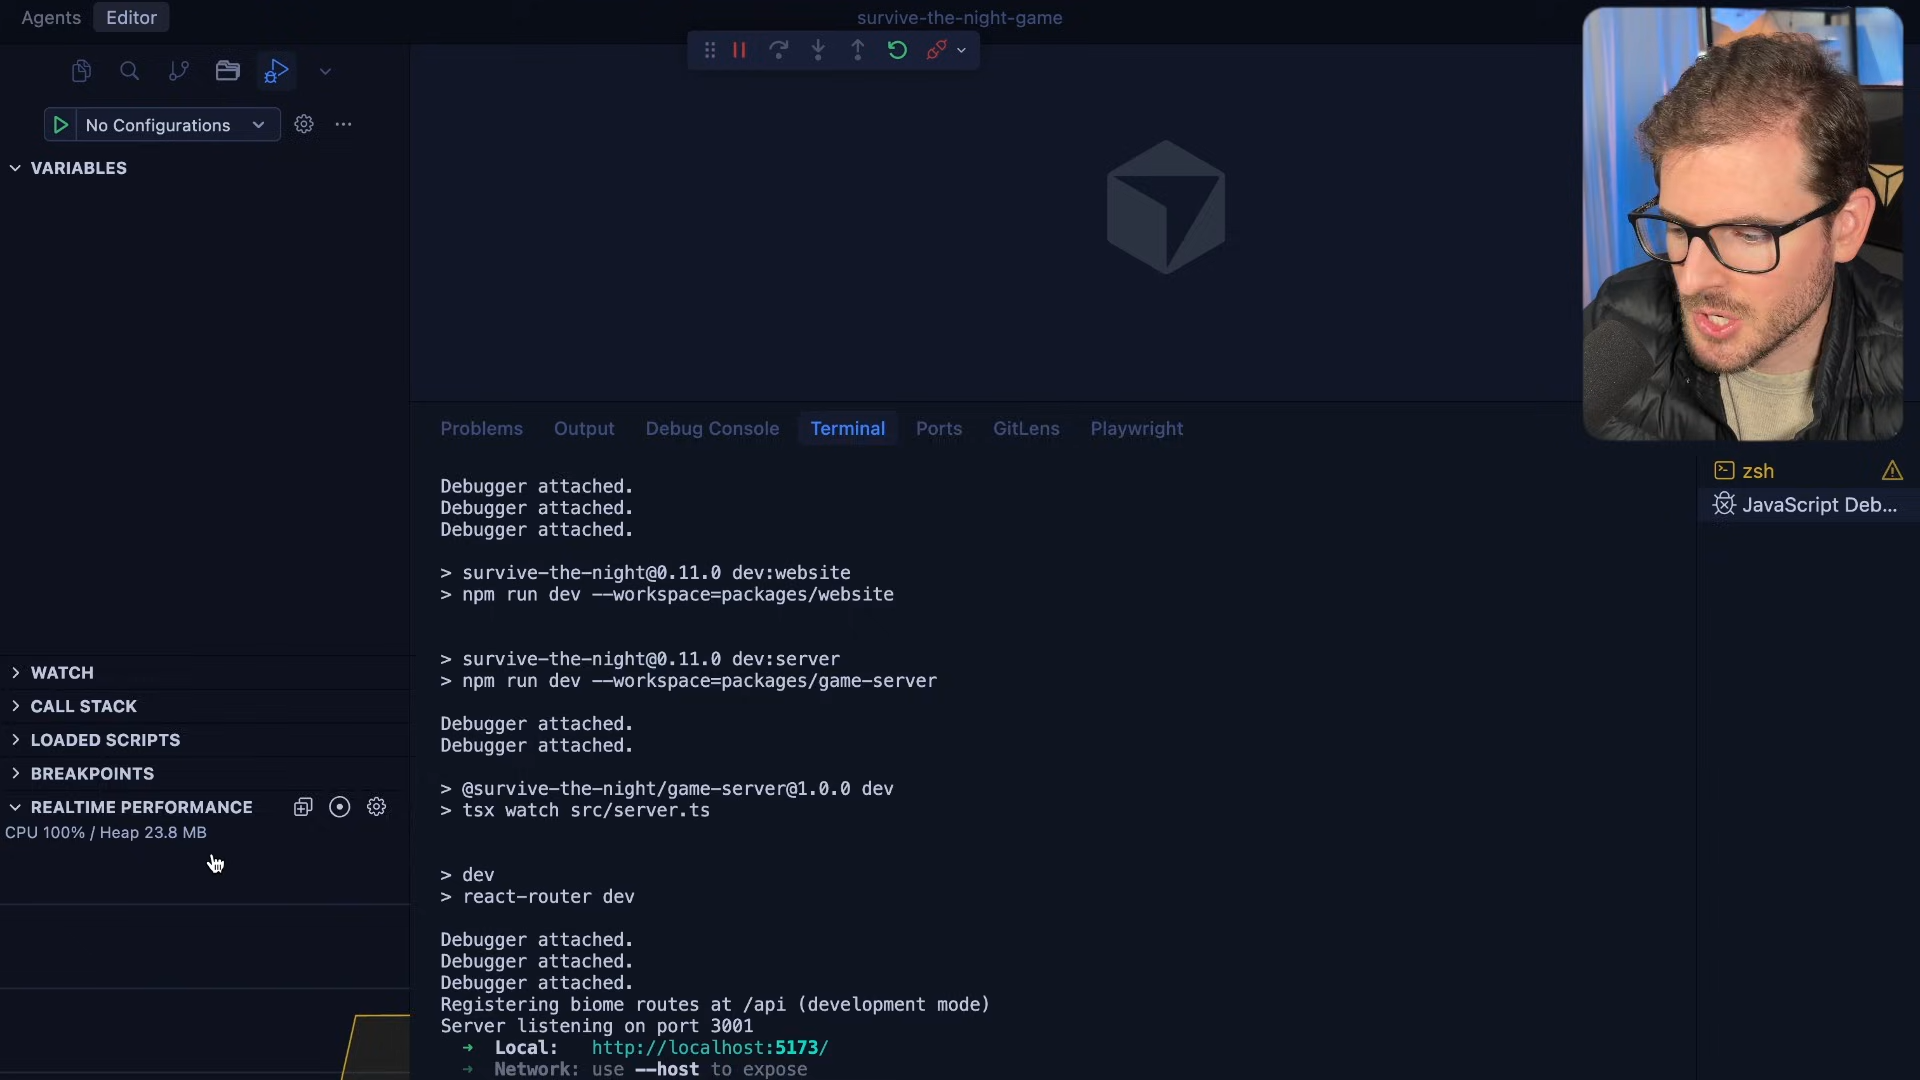 Agents
Editor
survive-the-night-game
No Configurations
VARIABLES
WATCH
CALL STACK
LOADED SCRIPTS
BREAKPOINTS
REALTIME PERFORMANCE
CPU 100% / Heap 23.8 MB
Problems Output Debug Console Terminal Ports GitLens Playwright
Debugger attached.
Debugger attached.
Debugger attached.
> survive-the-night@0.11.0 dev:website
> npm run dev --workspace=packages/website
> survive-the-night@0.11.0 dev:server
> npm run dev --workspace=packages/game-server
Debugger attached.
Debugger attached.
> @survive-the-night/game-server@1.0.0 dev
> tsx watch src/server.ts
> dev
> react-router dev
Debugger attached.
Debugger attached.
Debugger attached.
Registering biome routes at /api (development mode)
Server listening on port 3001
➜ Local: http://localhost:5173/
➜ Network: use --host to expose
zsh
JavaScript Deb...